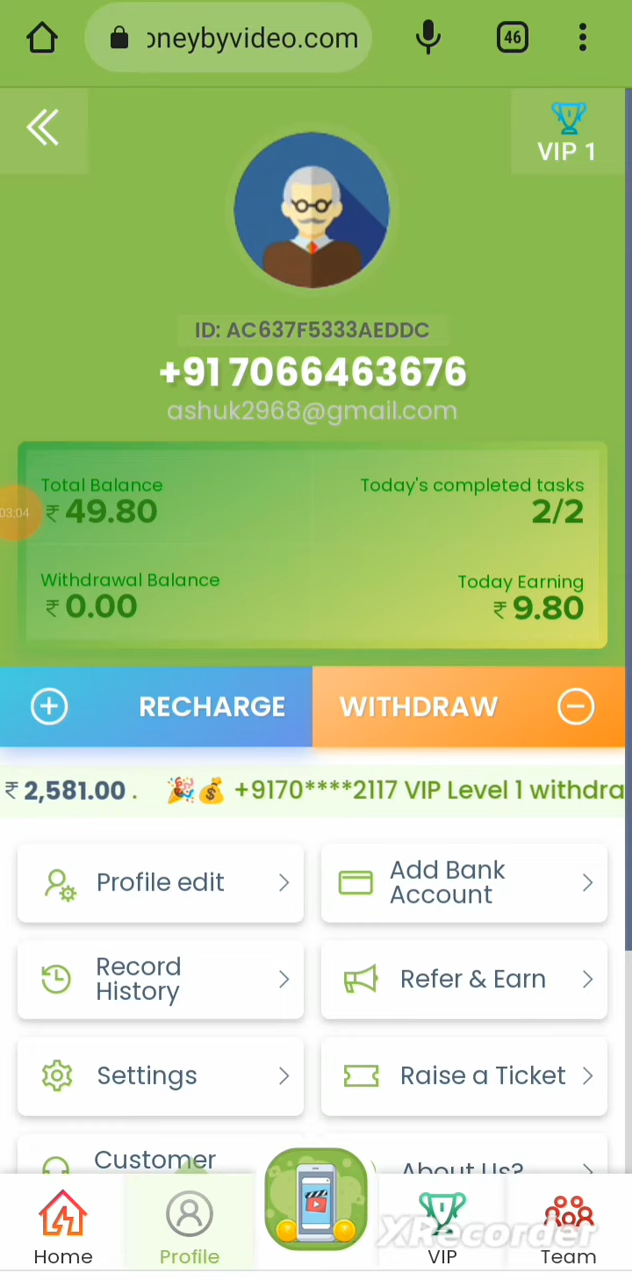 oneybyvideo.com
46
VIP 1
ID: AC637F5333AEDDC
+91 7066463676
ashuk2968@gmail.com
Total Balance
₹ 49.80
Today's completed tasks
2/2
03:04
Withdrawal Balance
₹ 0.00
Today Earning
₹ 9.80
RECHARGE
WITHDRAW
₹ 2,581.00 . 🎉💰 +9170****2117 VIP Level 1 withdra
Profile edit
Add Bank
Account
Record
History
Refer & Earn
Settings
Raise a Ticket
Customer
About Us?
XRecorder
Home
Profile
VIP
Team